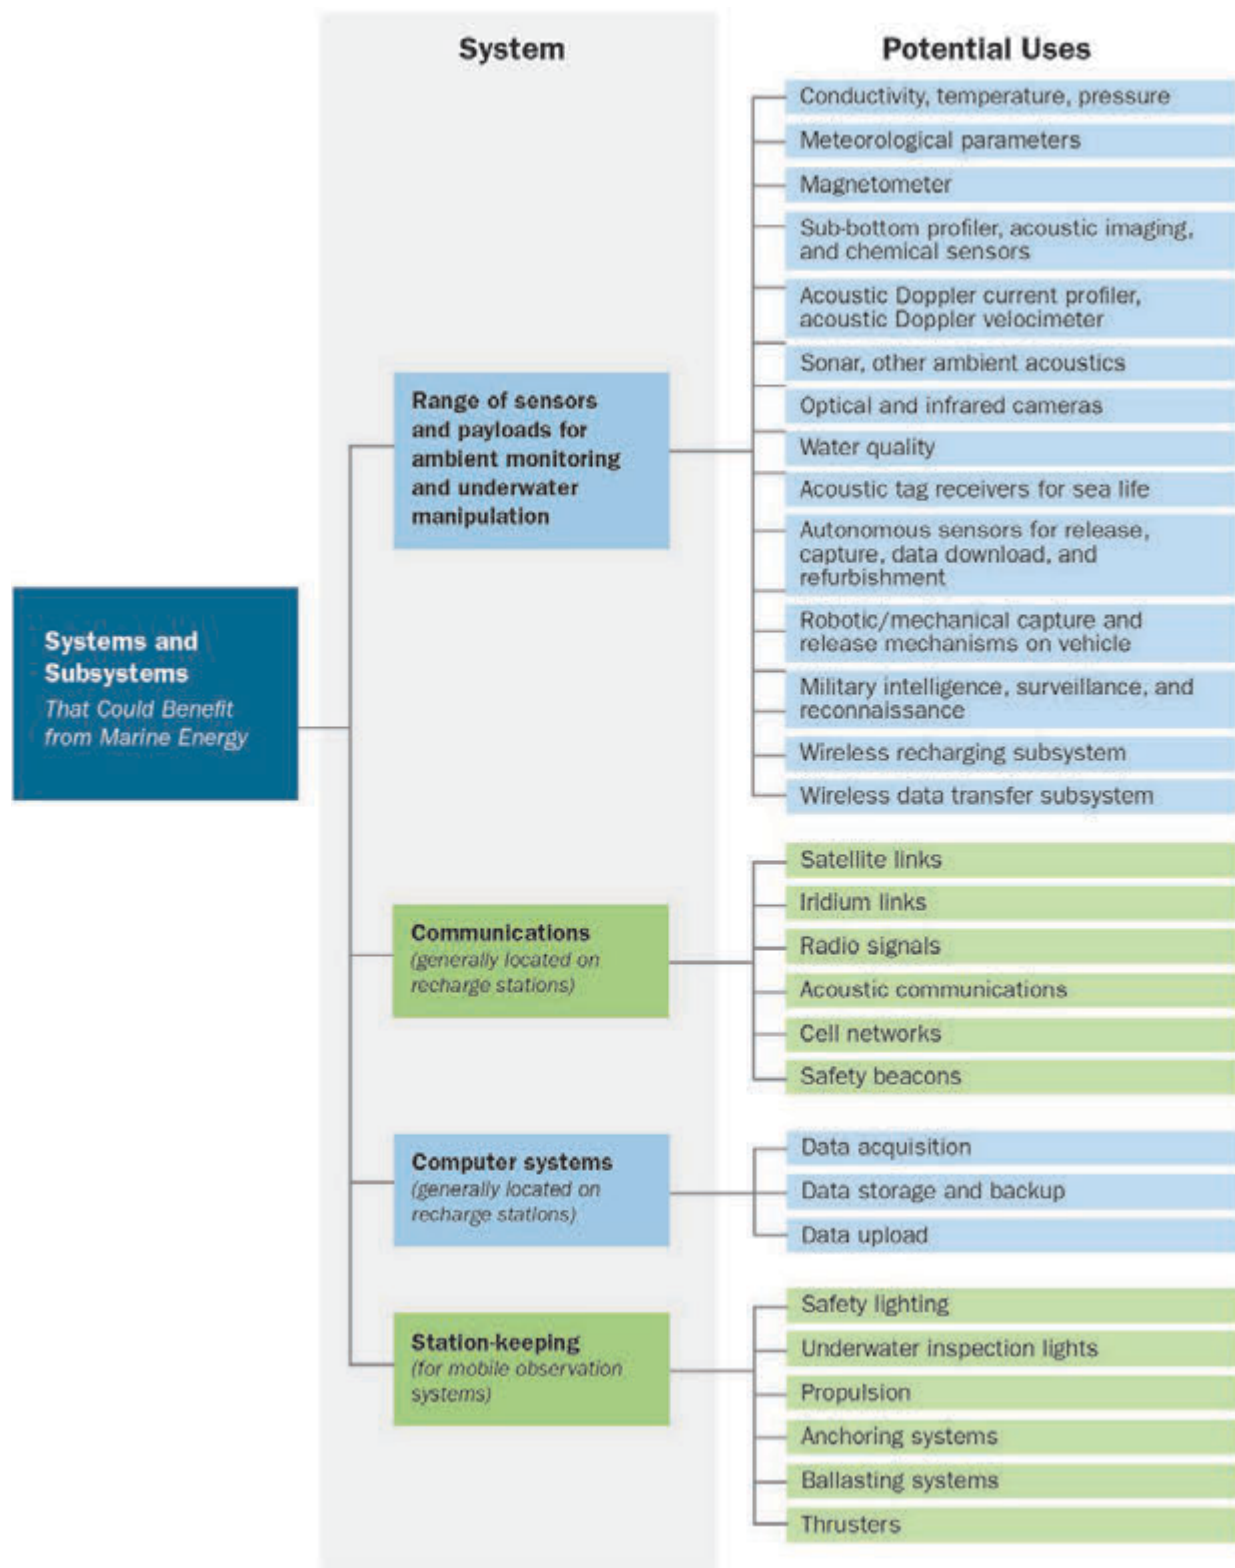 System
Potential Uses
Systems and
Subsystems
That Could Benefit
from Marine Energy
Range of sensors
and payloads for
ambient monitoring
and underwater
manipulation
Conductivity, temperature, pressure
Meteorological parameters
Magnetometer
Sub-bottom profiler, acoustic imaging,
and chemical sensors
Acoustic Doppler current profiler,
acoustic Doppler velocimeter
Sonar, other ambient acoustics
Optical and infrared cameras
Water quality
Acoustic tag receivers for sea life
Autonomous sensors for release,
capture, data download, and
refurbishment
Robotic/mechanical capture and
release mechanisms on vehicle
Military intelligence, surveillance, and
reconnaissance
Wireless recharging subsystem
Wireless data transfer subsystem
Communications
(generally located on
recharge stations)
Satellite links
Iridium links
Radio signals
Acoustic communications
Cell networks
Safety beacons
Computer systems
(generally located on
recharge stations)
Data acquisition
Data storage and backup
Data upload
Station-keeping
(for mobile observation
systems)
Safety lighting
Underwater inspection lights
Propulsion
Anchoring systems
Ballasting systems
Thrusters